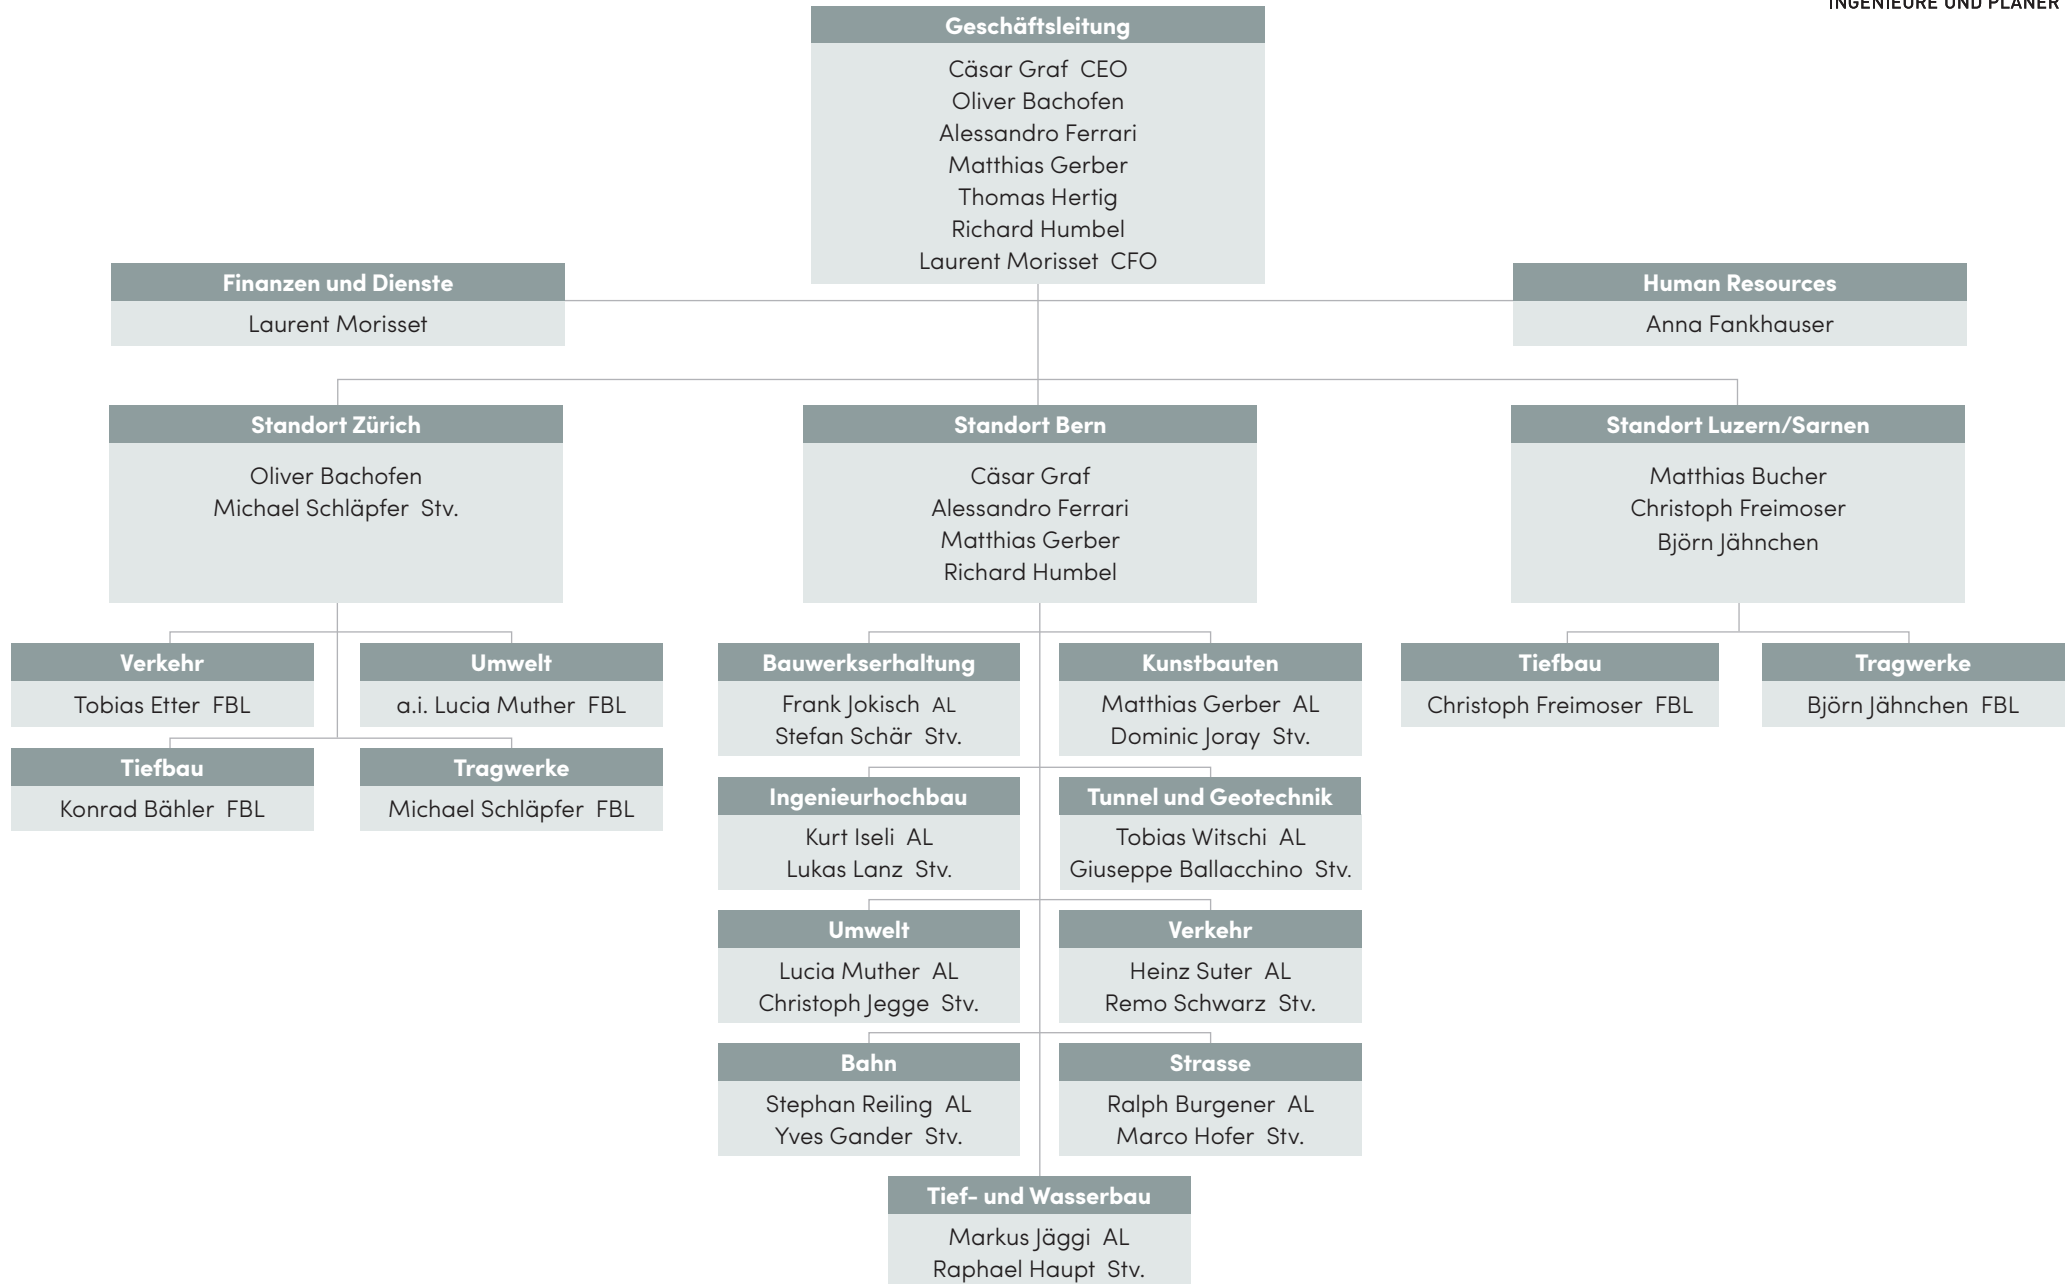 INGENIEURE UND PLANER
Geschäftsleitung
Cäsar Graf CEO
Oliver Bachofen
Alessandro Ferrari
Matthias Gerber
Thomas Hertig
Richard Humbel
Laurent Morisset CFO
Finanzen und Dienste
Laurent Morisset
Human Resources
Anna Fankhauser
Standort Zürich
Oliver Bachofen
Michael Schläpfer Stv.
Standort Bern
Cäsar Graf
Alessandro Ferrari
Matthias Gerber
Richard Humbel
Standort Luzern/Sarnen
Matthias Bucher
Christoph Freimoser
Björn Jähnchen
Verkehr
Tobias Etter FBL
Umwelt
a.i. Lucia Muther FBL
Tiefbau
Konrad Bähler FBL
Tragwerke
Michael Schläpfer FBL
Bauwerkserhaltung
Frank Jokisch AL
Stefan Schär Stv.
Kunstbauten
Matthias Gerber AL
Dominic Joray Stv.
Ingenieurhochbau
Kurt Iseli AL
Lukas Lanz Stv.
Tunnel und Geotechnik
Tobias Witschi AL
Giuseppe Ballacchino Stv.
Umwelt
Lucia Muther AL
Christoph Jegge Stv.
Verkehr
Heinz Suter AL
Remo Schwarz Stv.
Bahn
Stephan Reiling AL
Yves Gander Stv.
Strasse
Ralph Burgener AL
Marco Hofer Stv.
Tief- und Wasserbau
Markus Jäggi AL
Raphael Haupt Stv.
Tiefbau
Christoph Freimoser FBL
Tragwerke
Björn Jähnchen FBL